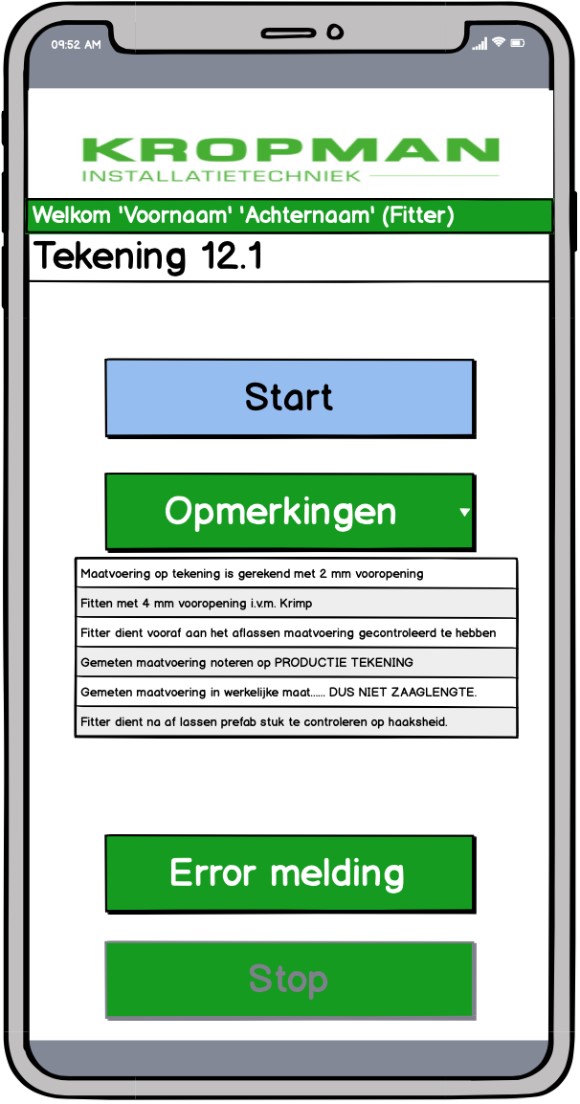 09:52 AM
KROPMAN
INSTALLATIETECHNIEK
Welkom 'Voornaam' 'Achternaam' (Fitter)
Tekening 12.1
Start
Opmerkingen
Maatvoering op tekening is gerekend met 2 mm vooropening
Fitten met 4 mm vooropening i.v.m. Krimp
Fitter dient vooraf aan het aflassen maatvoering gecontroleerd te hebben
Gemeten maatvoering noteren op PRODUCTIE TEKENING
Gemeten maatvoering in werkelijke maat...... DUS NIET ZAAGLENGTE.
Fitter dient na af lassen prefab stuk te controleren op haaksheid.
Error melding
Stop